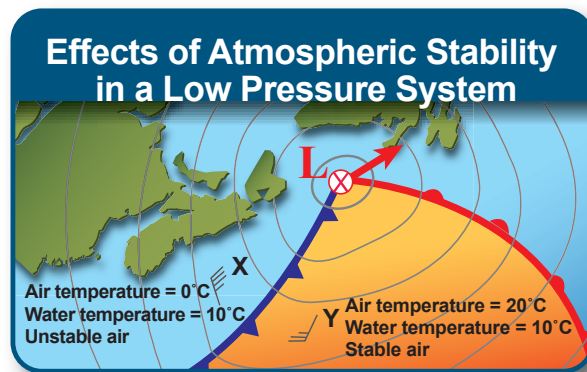 Effects of Atmospheric Stability
in a Low Pressure System
L
X
Air temperature = 0˚C
Water temperature = 10˚C
Unstable air
Y
Air temperature = 20˚C
Water temperature = 10˚C
Stable air